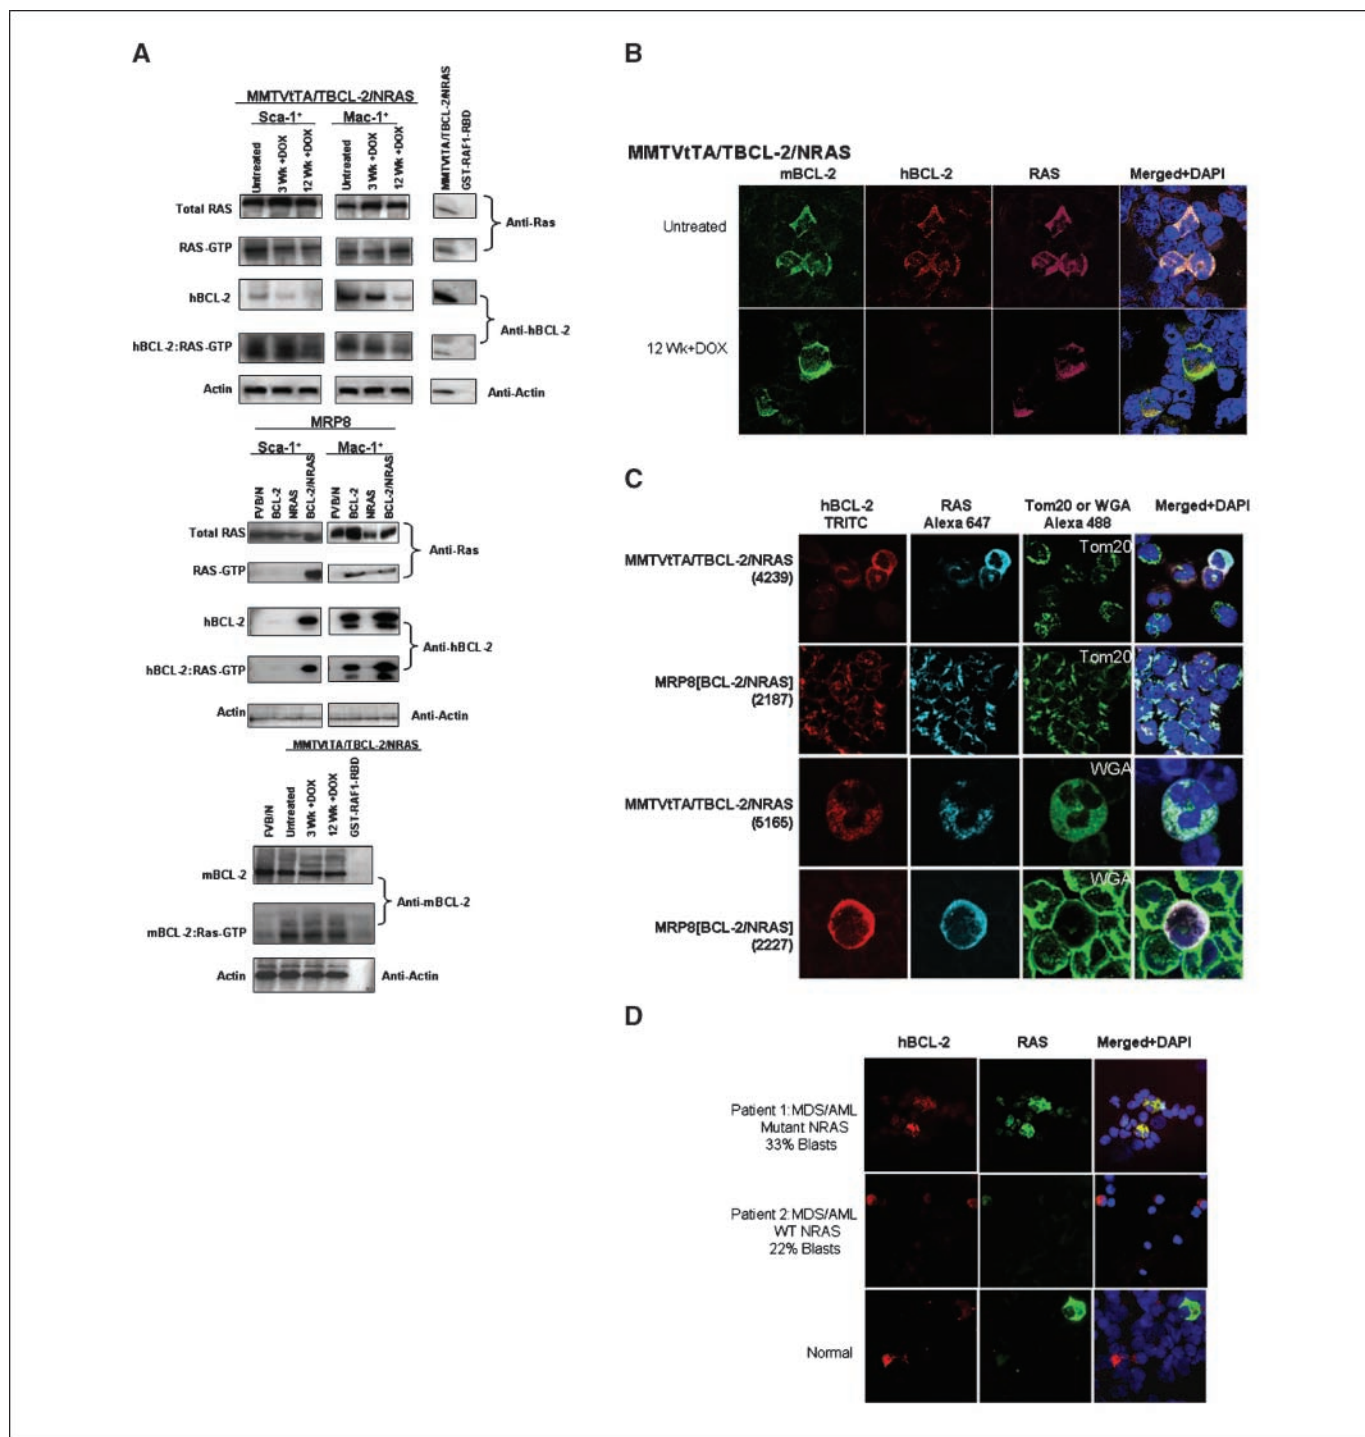 A
MMTVtTA/TBCL-2/NRAS
Sca-1+ Mac-1+
Untreated
3 Wk +DOX
12 Wk +DOX
Untreated
3 Wk +DOX
12 Wk +DOX
MMTVtTA/TBCL-2/NRAS
GST-RAF1-RBD
Total RAS
RAS-GTP
Anti-Ras
hBCL-2
hBCL-2:RAS-GTP
Anti-hBCL-2
Actin
Anti-Actin
MRP8
Sca-1+ Mac-1+
FVB/N
BCL-2
NRAS
BCL-2/NRAS
FVB/N
BCL-2
NRAS
BCL-2/NRAS
Total RAS
RAS-GTP
Anti-Ras
hBCL-2
hBCL-2:RAS-GTP
Anti-hBCL-2
Actin
Anti-Actin
MMTVtTA/TBCL-2/NRAS
FVB/N
Untreated
3 Wk +DOX
12 Wk +DOX
GST-RAF1-RBD
mBCL-2
mBCL-2:Ras-GTP
Anti-mBCL-2
Actin
Anti-Actin
B
MMTVtTA/TBCL-2/NRAS
mBCL-2 hBCL-2 RAS Merged+DAPI
Untreated
12 Wk+DOX
C
hBCL-2 RAS Tom20 or WGA Merged+DAPI
TRITC Alexa 647 Alexa 488
MMTVtTA/TBCL-2/NRAS
(4239)
Tom20
MRP8[BCL-2/NRAS]
(2187)
Tom20
MMTVtTA/TBCL-2/NRAS
(5165)
WGA
MRP8[BCL-2/NRAS]
(2227)
WGA
D
hBCL-2 RAS Merged+DAPI
Patient 1:MDS/AML
Mutant NRAS
33% Blasts
Patient 2:MDS/AML
WT NRAS
22% Blasts
Normal